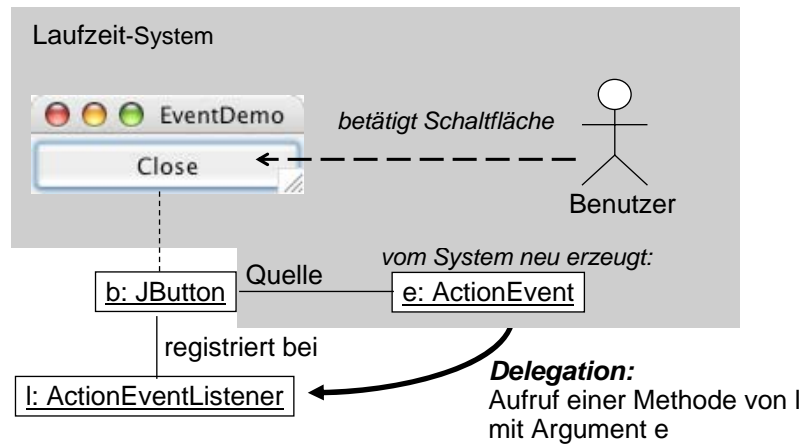 Laufzeit-System
EventDemo
betätigt Schaltfläche
Close
Benutzer
vom System neu erzeugt:
Quelle
b: JButton
e: ActionEvent
registriert bei
l: ActionEventListener
Delegation:
Aufruf einer Methode von l
mit Argument e